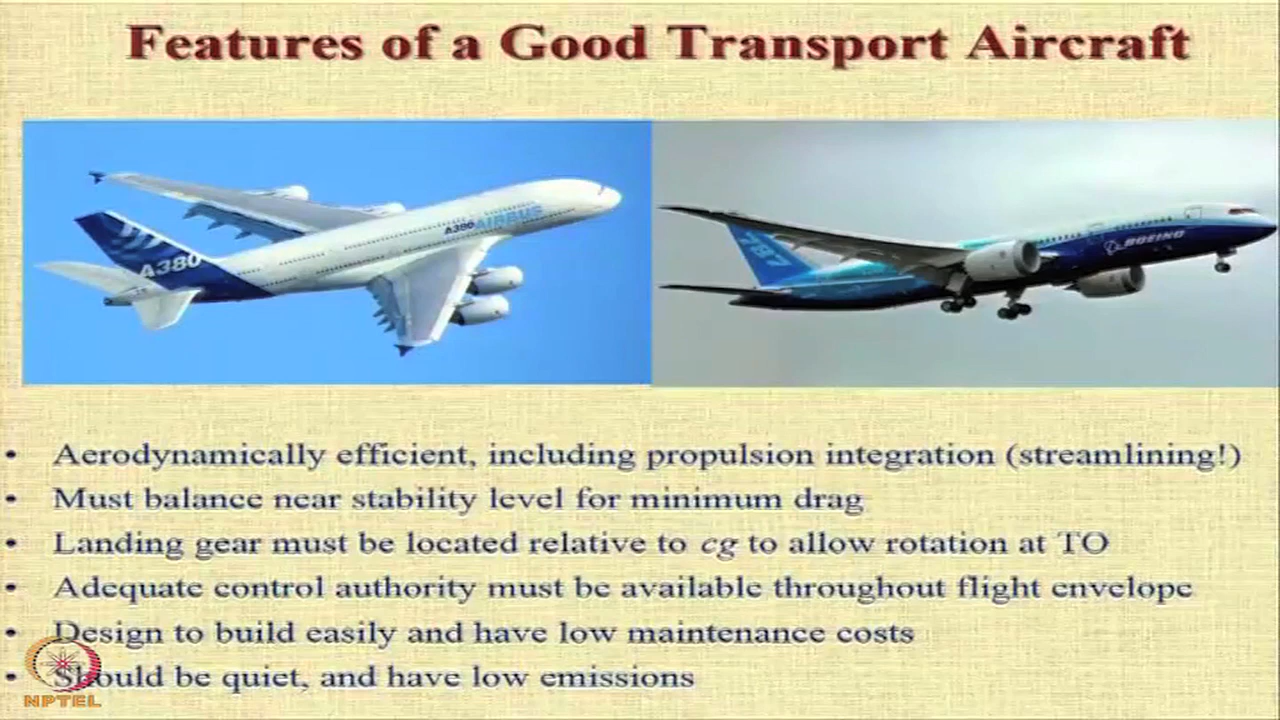 Features of a Good Transport Aircraft
A380 AIRBUS
A380
787
BOEING
• Aerodynamically efficient, including propulsion integration (streamlining!)
• Must balance near stability level for minimum drag
• Landing gear must be located relative to cg to allow rotation at TO
• Adequate control authority must be available throughout flight envelope
• Design to build easily and have low maintenance costs
• Should be quiet, and have low emissions
NPTEL